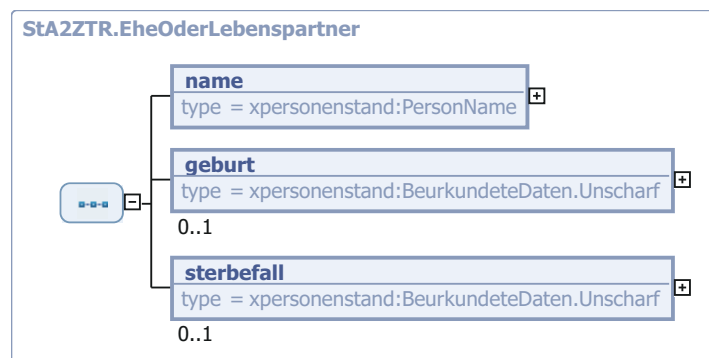 StA2ZTR.EheOderLebenspartner
name
type = xpersonenstand:PersonName
geburt
type = xpersonenstand:BeurkundeteDaten.Unscharf
0..1
sterbefall
type = xpersonenstand:BeurkundeteDaten.Unscharf
0..1